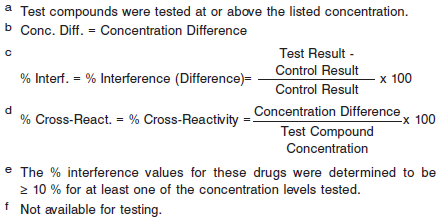 a Test compounds were tested at or above the listed concentration.
b Conc. Diff. = Concentration Difference
c
Test Result -
Control Result
% Interf. = % Interference (Difference)= x 100
Control Result
d
Concentration Difference
% Cross-React. = % Cross-Reactivity = x 100
Test Compound
Concentration
e The % interference values for these drugs were determined to be
≥ 10 % for at least one of the concentration levels tested.
f Not available for testing.